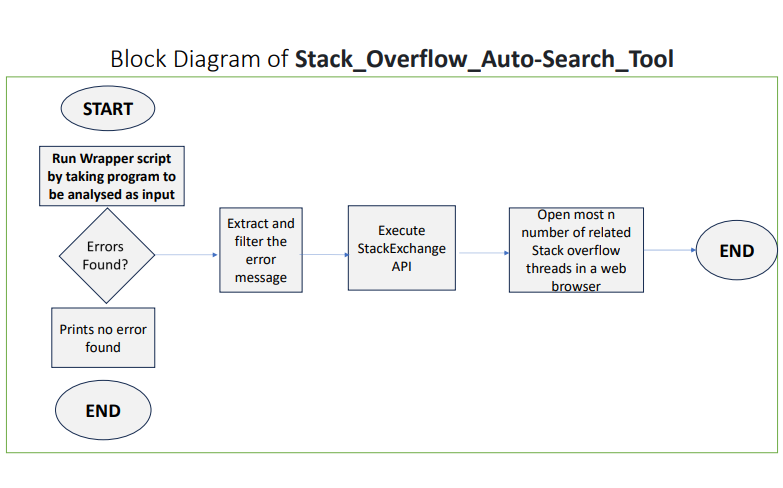 Block Diagram of Stack_Overflow_Auto-Search_Tool
START
Run Wrapper script
by taking program to
be analysed as input
Errors
Found?
Extract and
filter the
error
message
Execute
StackExchange
API
Open most n
number of related
Stack overflow
threads in a web
browser
END
Prints no error
found
END